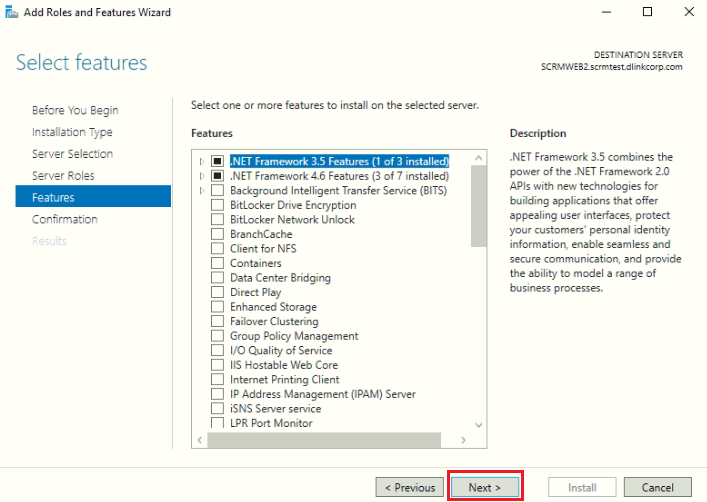 Add Roles and Features Wizard
Select features
DESTINATION SERVER
SCRMWEB2.scrmtest.dlinkcorp.com
Before You Begin
Installation Type
Server Selection
Server Roles
Features
Confirmation
Results
Select one or more features to install on the selected server.
Features
.NET Framework 3.5 Features (1 of 3 installed)
.NET Framework 4.6 Features (3 of 7 installed)
Background Intelligent Transfer Service (BITS)
BitLocker Drive Encryption
BitLocker Network Unlock
BranchCache
Client for NFS
Containers
Data Center Bridging
Direct Play
Enhanced Storage
Failover Clustering
Group Policy Management
I/O Quality of Service
IIS Hostable Web Core
Internet Printing Client
IP Address Management (IPAM) Server
iSNS Server service
LPR Port Monitor
Description
.NET Framework 3.5 combines the
power of the .NET Framework 2.0
APIs with new technologies for
building applications that offer
appealing user interfaces, protect
your customers' personal identity
information, enable seamless and
secure communication, and provide
the ability to model a range of
business processes.
< Previous
Next >
Install
Cancel